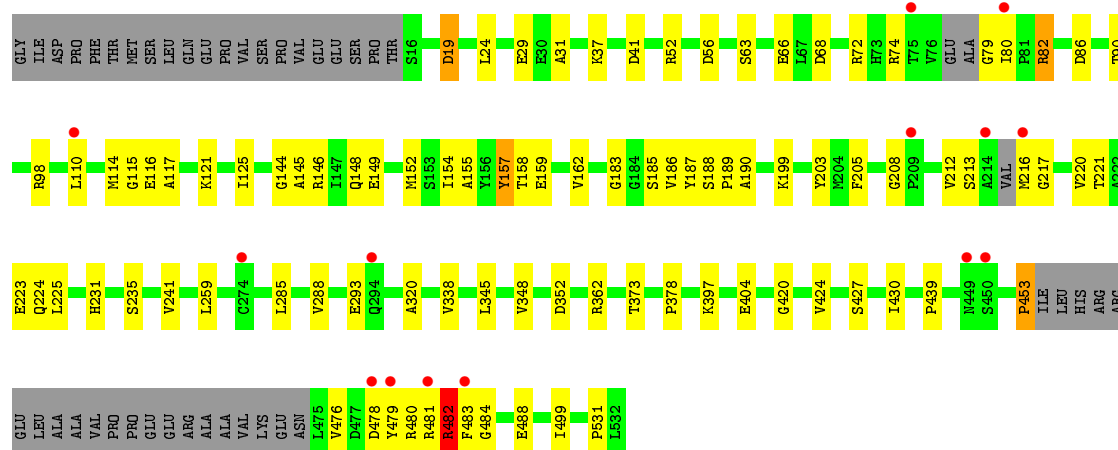 GLY ILE ASP PRO PHE THR MET SER LEU GLN GLU PRO VAL SER PRO VAL GLU GLU SER PRO THR S16 D19 L24 E29 E30 A31 K37 D41 R52 D56 S63 E66 L67 D68 R72 H73 R74 T75 V76 GLU ALA G79 I80 P81 R82 D86 T90
R98 L110 M114 G115 E116 A117 K121 I125 G144 A145 R146 I147 Q148 E149 M152 S153 I154 A155 Y156 Y157 T158 E159 V162 G183 G184 S185 V186 Y187 S188 P189 A190 K199 Y203 M204 F205 G208 P209 V212 S213 A214 VAL M216 G217 V220 T221 A222
E223 Q224 L225 H231 S235 V241 L259 C274 L285 V288 E293 Q294 A320 V338 L345 V348 D352 R362 T373 P378 K397 E404 G420 V424 S427 I430 P439 N449 S450 P453 ILE LEU HIS ARG ARG
GLU LEU ALA ALA VAL PRO PRO GLU GLU ARG ALA ALA VAL LYS GLU ASN L475 V476 D477 D478 Y479 R480 R481 R482 F483 G484 E488 I499 P531 L532